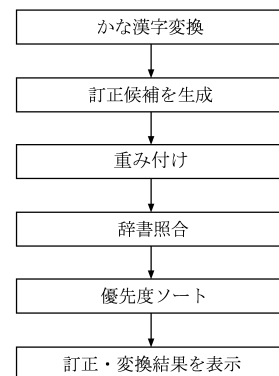 かな漢字変換
訂正候補を生成
重み付け
辞書照合
優先度ソート
訂正・変換結果を表示